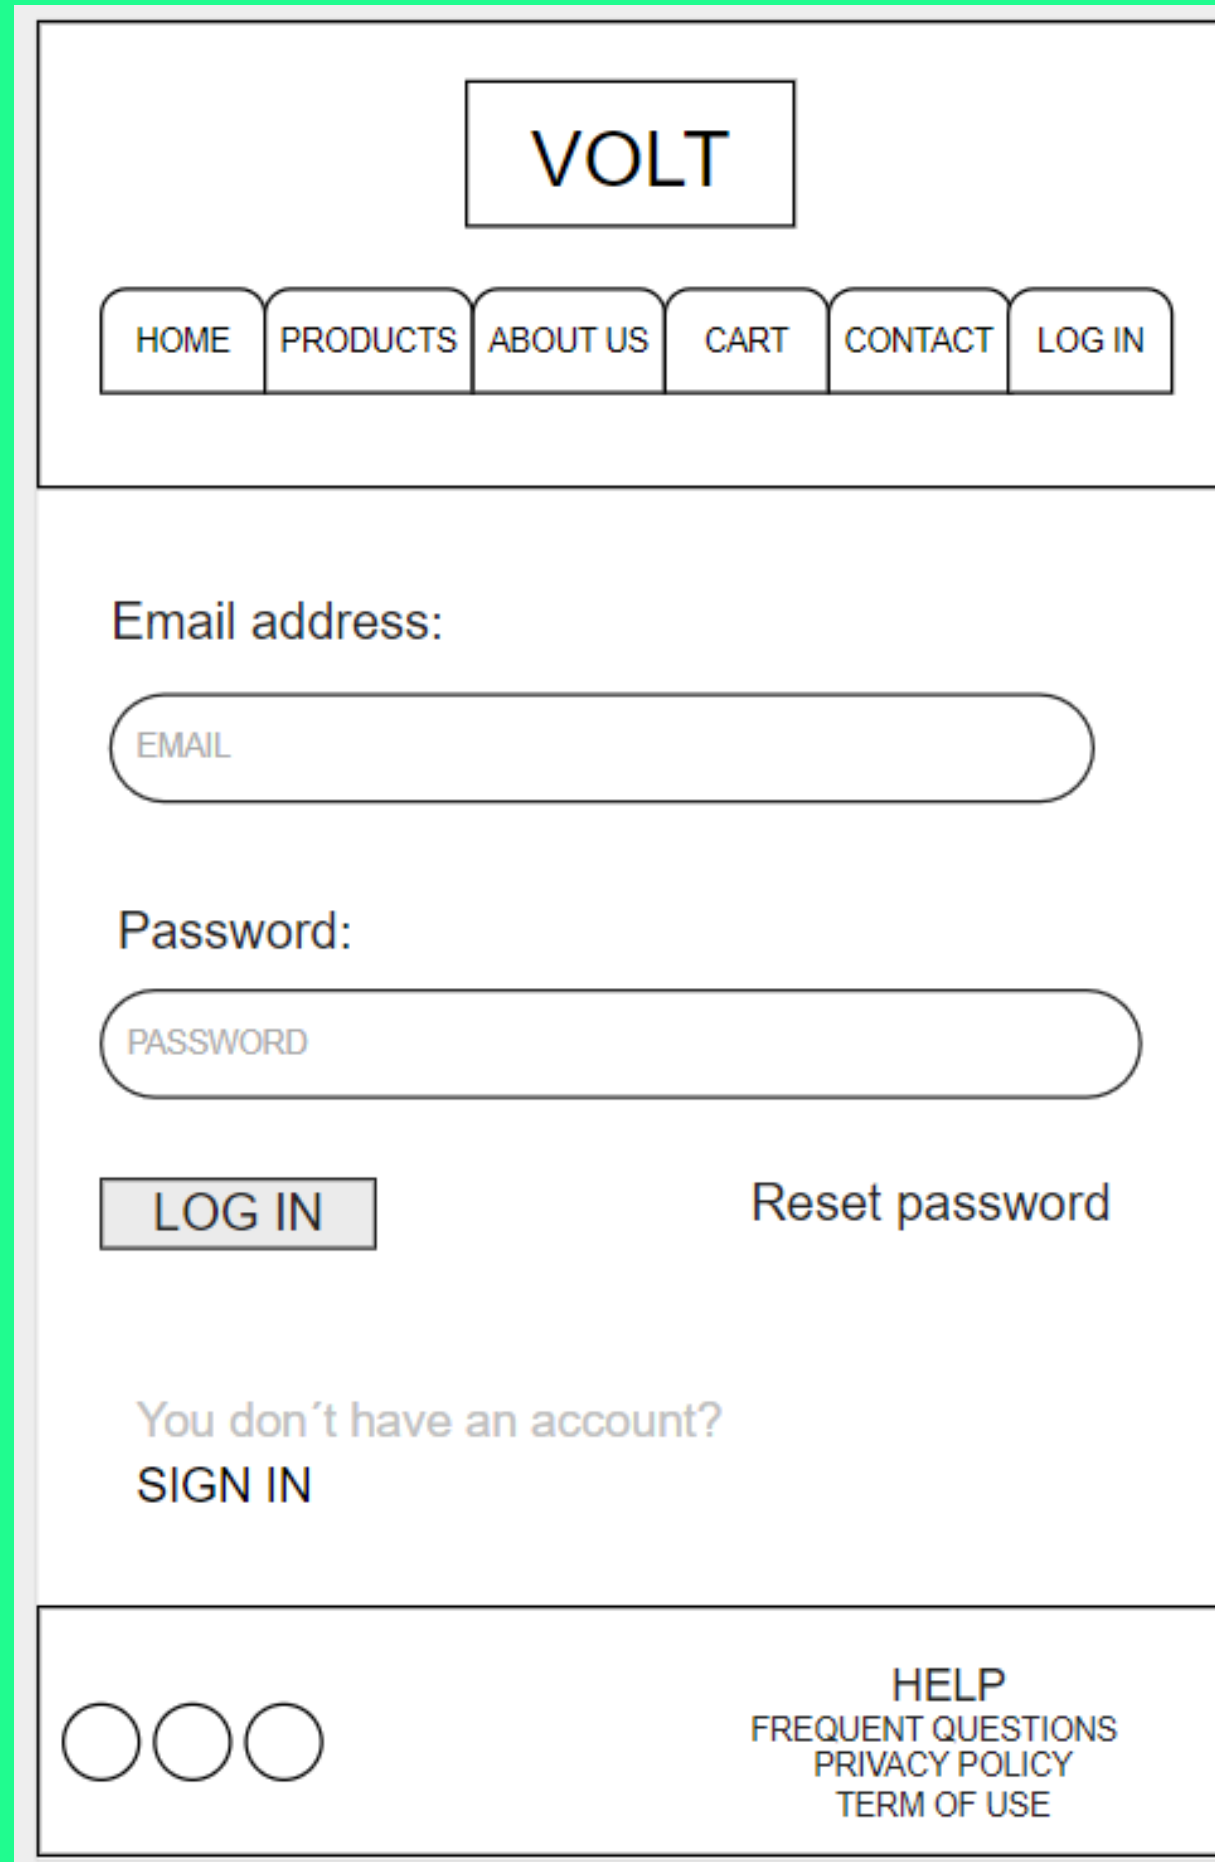 VOLT
HOME PRODUCTS ABOUT US CART CONTACT LOG IN
Email address:
EMAIL
Password:
PASSWORD
LOG IN Reset password
You don´t have an account?
SIGN IN
HELP
FREQUENT QUESTIONS
PRIVACY POLICY
TERM OF USE